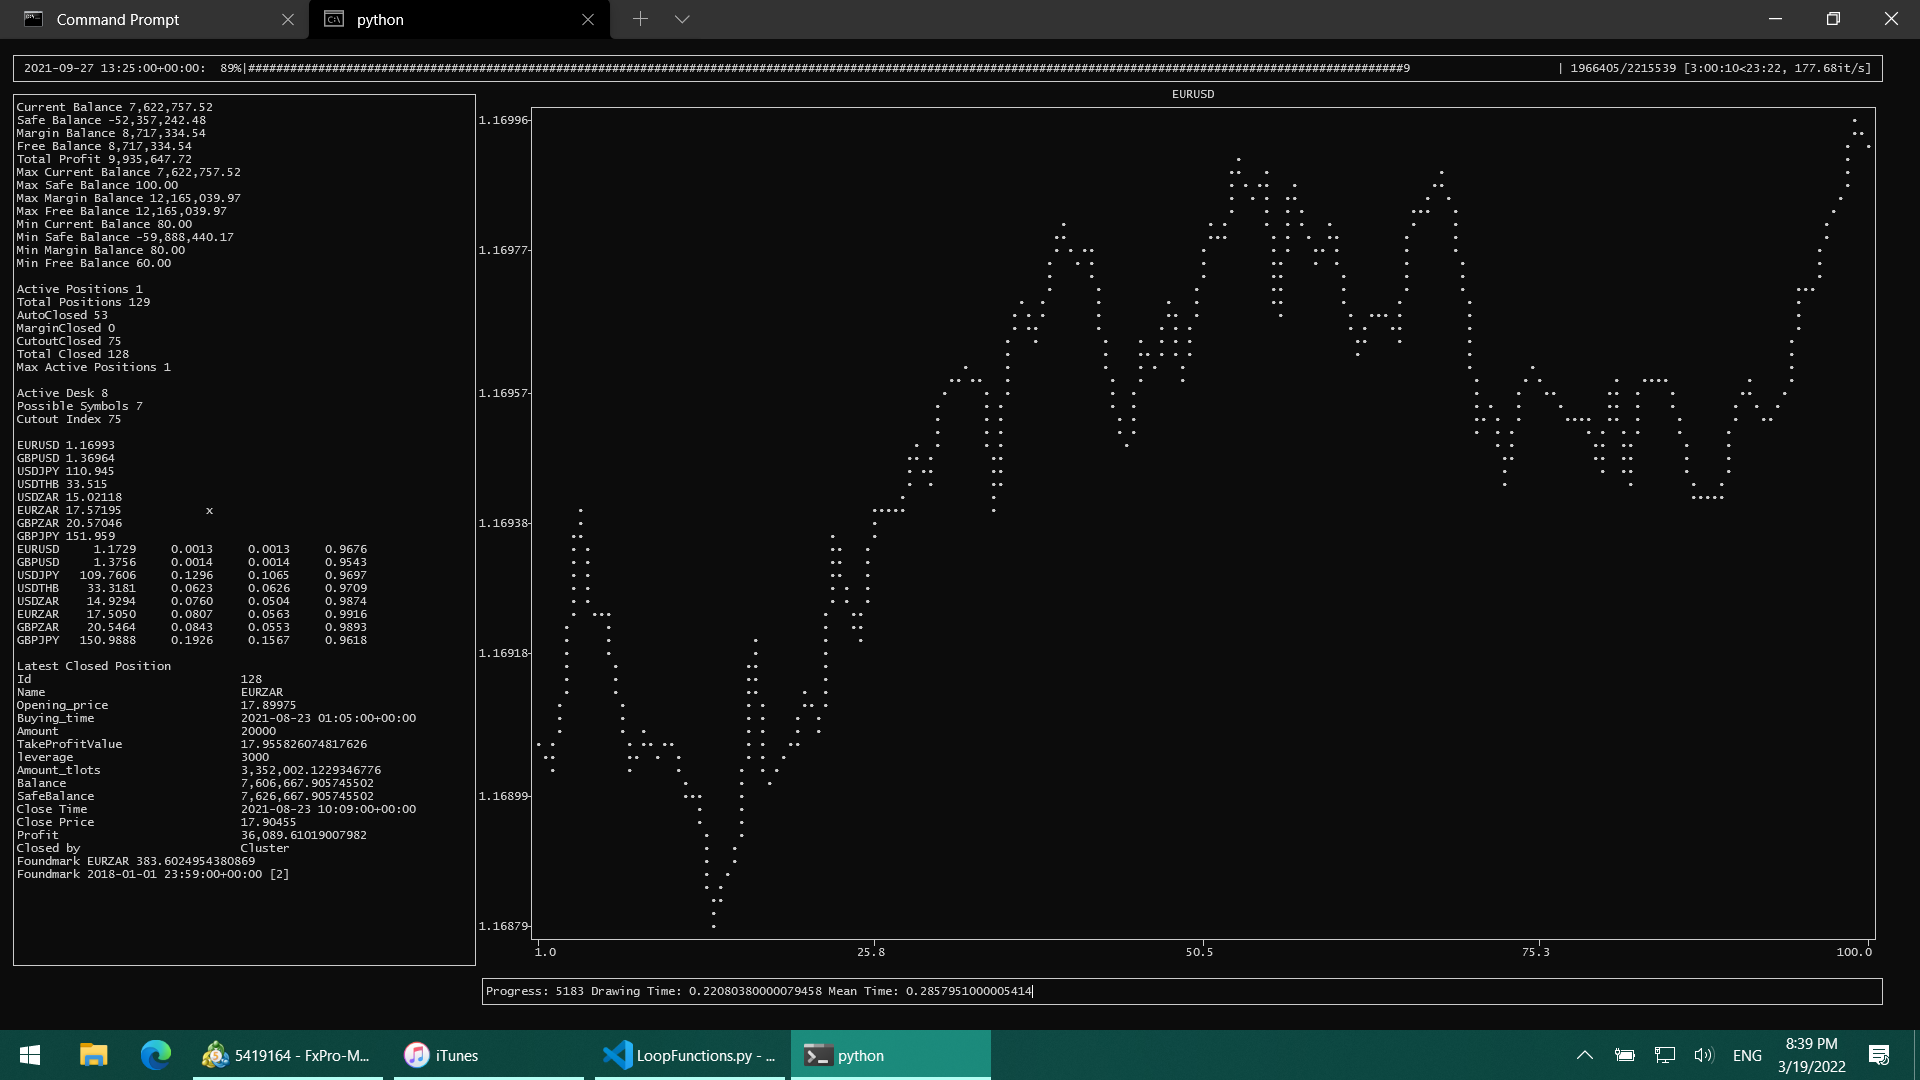 Command Prompt
python
2021-09-27 13:25:00+00:00: 89%|#####################################################################################################################################################################9 | 1966405/2215539 [3:00:10<23:22, 177.68it/s]
Current Balance 7,622,757.52
Safe Balance -52,357,242.48
Margin Balance 8,717,334.54
Free Balance 8,717,334.54
Total Profit 9,935,647.72
Max Current Balance 7,622,757.52
Max Safe Balance 100.00
Max Margin Balance 12,165,039.97
Max Free Balance 12,165,039.97
Min Current Balance 80.00
Min Safe Balance -59,888,440.17
Min Margin Balance 80.00
Min Free Balance 60.00
Active Positions 1
Total Positions 129
AutoClosed 53
MarginClosed 0
CutoutClosed 75
Total Closed 128
Max Active Positions 1
Active Desk 8
Possible Symbols 7
Cutout Index 75
EURUSD 1.16993
GBPUSD 1.36964
USDJPY 110.945
USDTHB 33.515
USDZAR 15.02118
EURZAR 17.57195 x
GBPZAR 20.57046
GBPJPY 151.959
EURUSD 1.1729 0.0013 0.0013 0.9676
GBPUSD 1.3756 0.0014 0.0014 0.9543
USDJPY 109.7606 0.1296 0.1065 0.9697
USDTHB 33.3181 0.0623 0.0626 0.9709
USDZAR 14.9294 0.0760 0.0504 0.9874
EURZAR 17.5050 0.0807 0.0563 0.9916
GBPZAR 20.5464 0.0843 0.0553 0.9893
GBPJPY 150.9888 0.1926 0.1567 0.9618
Latest Closed Position
Id 128
Name EURZAR
Opening_price 17.89975
Buying_time 2021-08-23 01:05:00+00:00
Amount 20000
TakeProfitValue 17.955826074817626
leverage 3000
Amount_tlots 3,352,002.1229346776
Balance 7,606,667.905745502
SafeBalance 7,626,667.905745502
Close Time 2021-08-23 10:09:00+00:00
Close Price 17.90455
Profit 36,089.61019007982
Closed by Cluster
Foundmark EURZAR 383.6024954380869
Foundmark 2018-01-01 23:59:00+00:00 [2]
EURUSD
1.16996
1.16977
1.16957
1.16938
1.16918
1.16899
1.16879
1.0 25.8 50.5 75.3 100.0
Progress: 5183 Drawing Time: 0.22080380000079458 Mean Time: 0.2857951000005414
5419164 - FxPro-M...
iTunes
LoopFunctions.py - ...
python
ENG
8:39 PM
3/19/2022